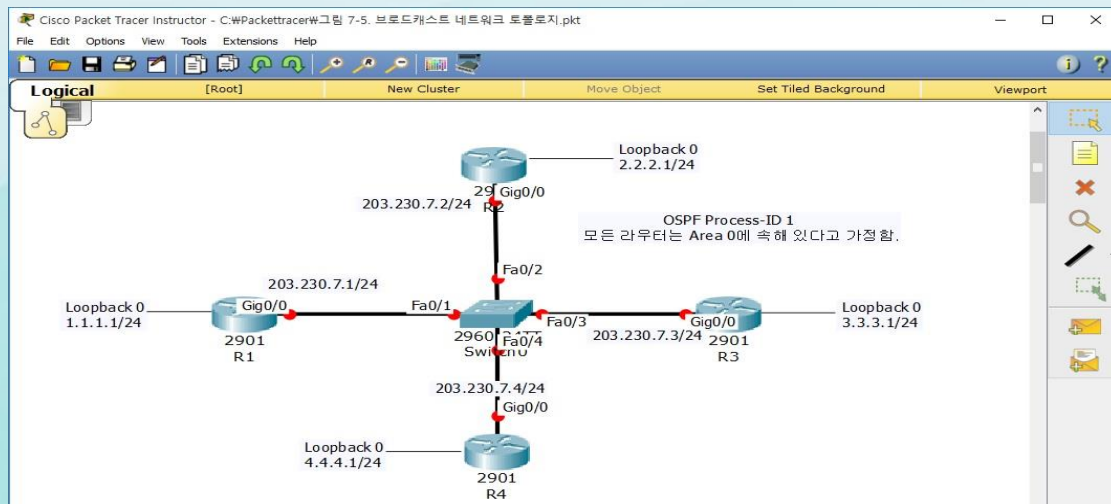 Cisco Packet Tracer Instructor - C:₩Packettracer₩그림 7-5. 브로드캐스트 네트워크 토폴로지.pkt
File Edit Options View Tools Extensions Help
Logical [Root] New Cluster Move Object Set Tiled Background Viewport
Loopback 0
2.2.2.1/24
Gig0/0
203.230.7.2/24
R2
OSPF Process-ID 1
모든 라우터는 Area 0에 속해 있다고 가정함.
Fa0/2
203.230.7.1/24
Loopback 0
1.1.1.1/24
Gig0/0
Fa0/1
2901
R1
Fa0/3
Fa0/4
203.230.7.3/24
Gig0/0
2901
R3
Loopback 0
3.3.3.1/24
203.230.7.4/24
Gig0/0
Loopback 0
4.4.4.1/24
2901
R4